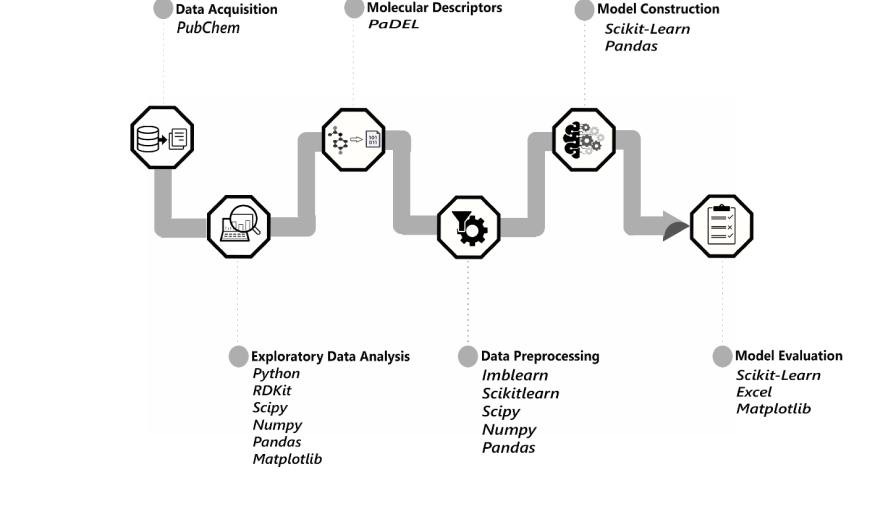 Data Acquisition
PubChem
Molecular Descriptors
PaDEL
Model Construction
Scikit-Learn
Pandas
101
011
Exploratory Data Analysis
Python
RDKit
Scipy
Numpy
Pandas
Matplotlib
Data Preprocessing
Imblearn
Scikitlearn
Scipy
Numpy
Pandas
Model Evaluation
Scikit-Learn
Excel
Matplotlib